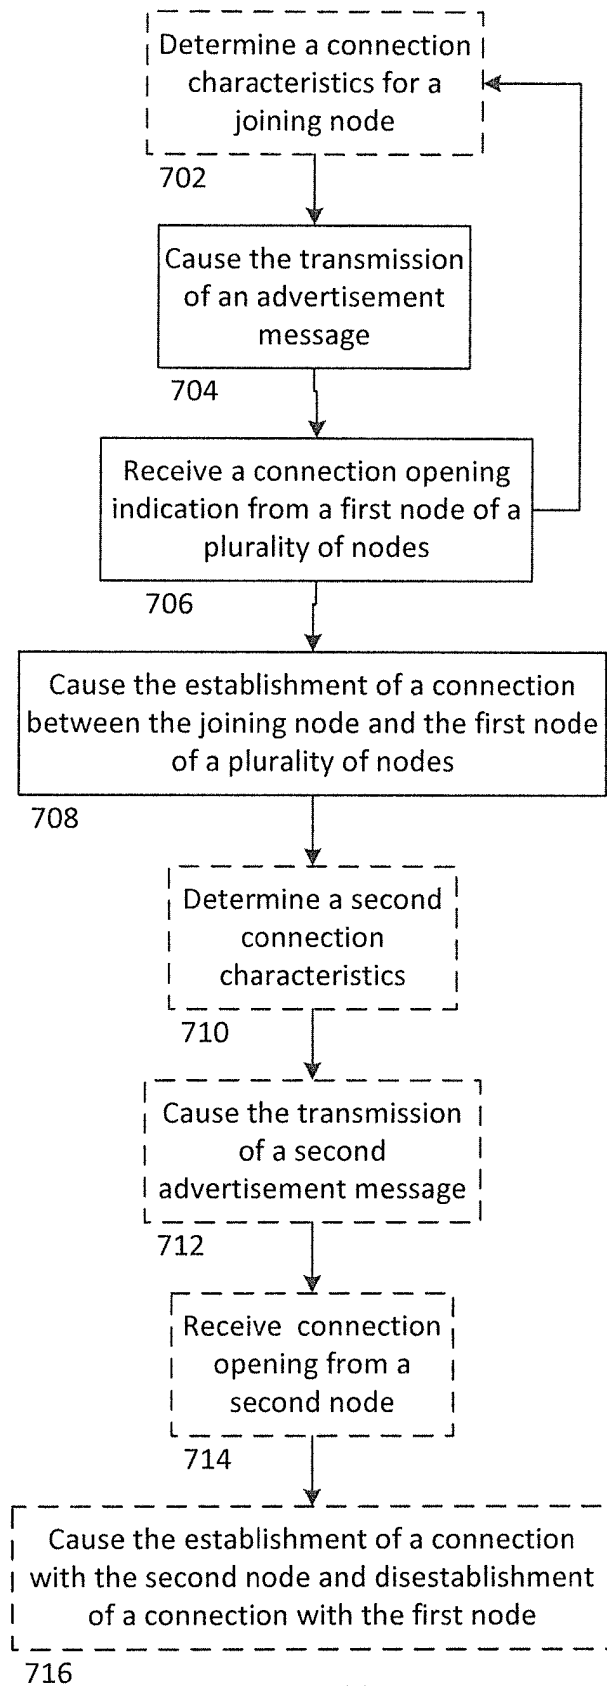 Determine a connection
characteristics for a
joining node
702
Cause the transmission
of an advertisement
message
704
Receive a connection opening
indication from a first node of a
plurality of nodes
706
Cause the establishment of a connection
between the joining node and the first node
of a plurality of nodes
708
Determine a second
connection
characteristics
710
Cause the transmission
of a second
advertisement message
712
Receive connection
opening from a
second node
714
Cause the establishment of a connection
with the second node and disestablishment
of a connection with the first node
716